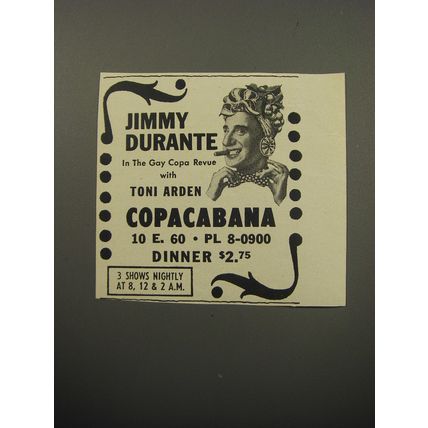 JIMMY
DURANTE
In The Gay Copa Revue
with
TONI ARDEN
COPACABANA
10 E. 60 • PL 8-0900
DINNER $2.75
3 SHOWS NIGHTLY
AT 8, 12 & 2 A.M.